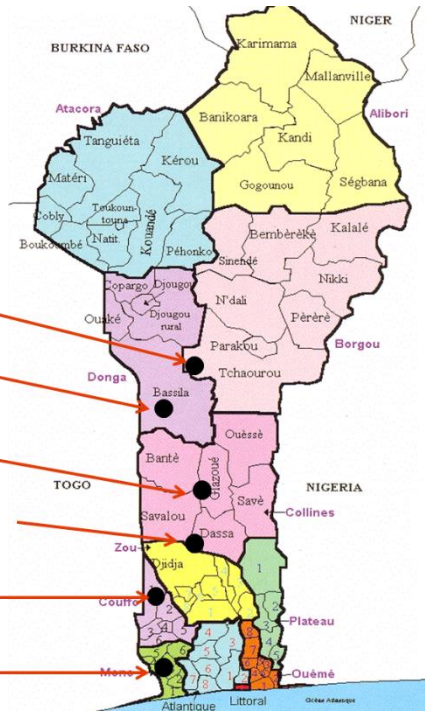 NIGER
BURKINA FASO
Karimama
Mallanville
Atacora
Alibori
Banikoara
Tanguiéta
Kandi
Kérou
Matéri
Gogounou
Ségbana
Toukoun-
touna
Cobly
Kouandé
Natit.
Boukoumbé
Péhonko
Bembèrèkè
Kalalé
Sinendé
Nikki
Copargo
Djougou
N'dali
Ouaké
Djougou
rural
Pèrèrè
Parakou
Borgou
Tchaourou
Donga
Bassila
Ouèssè
Bantè
Glazoué
TOGO
NIGERIA
Savè
Savalou
Collines
Dassa
Zou
Djidja
Couffo
Plateau
Mono
Ouémé
Atlantique
Littoral
Océan Atlantique